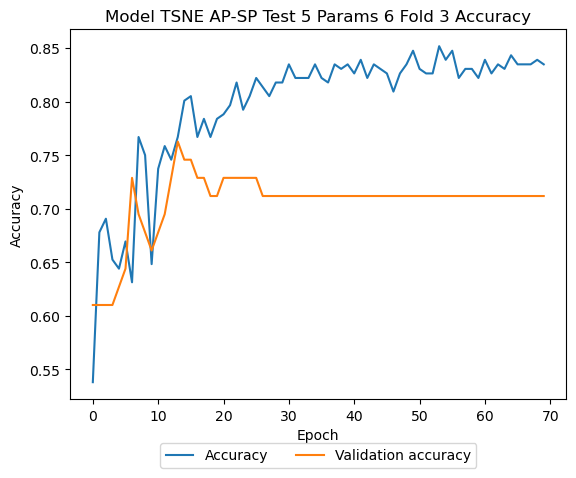 Model TSNE AP-SP Test 5 Params 6 Fold 3 Accuracy
0.85
0.80
0.75
0.70
0.65
0.60
0.55
Accuracy
0 10 20 30 40 50 60 70
Epoch
Accuracy Validation accuracy